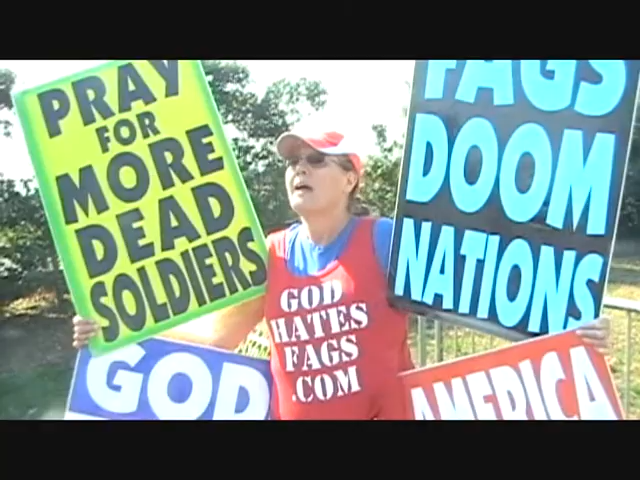 PRAY
FOR
MORE
DEAD
SOLDIERS
FAGS
DOOM
NATIONS
GOD
HATES
FAGS
.COM
GOD
AMERICA